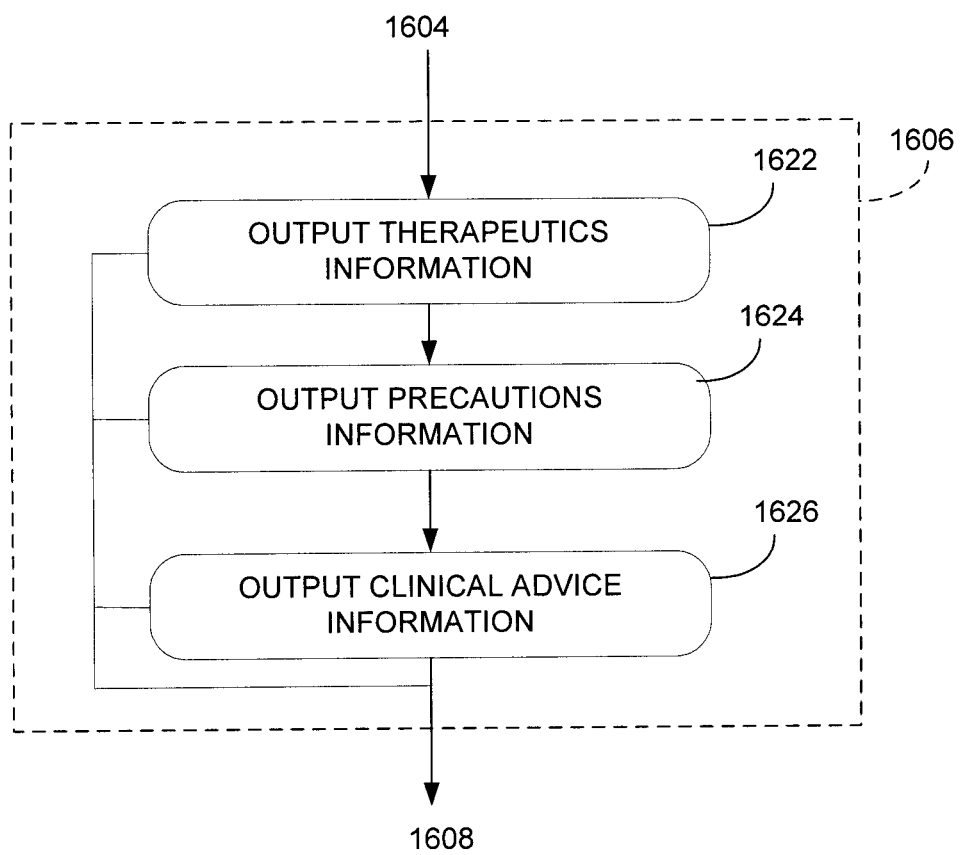 1604
1606
1622
OUTPUT THERAPEUTICS
INFORMATION
1624
OUTPUT PRECAUTIONS
INFORMATION
1626
OUTPUT CLINICAL ADVICE
INFORMATION
1608